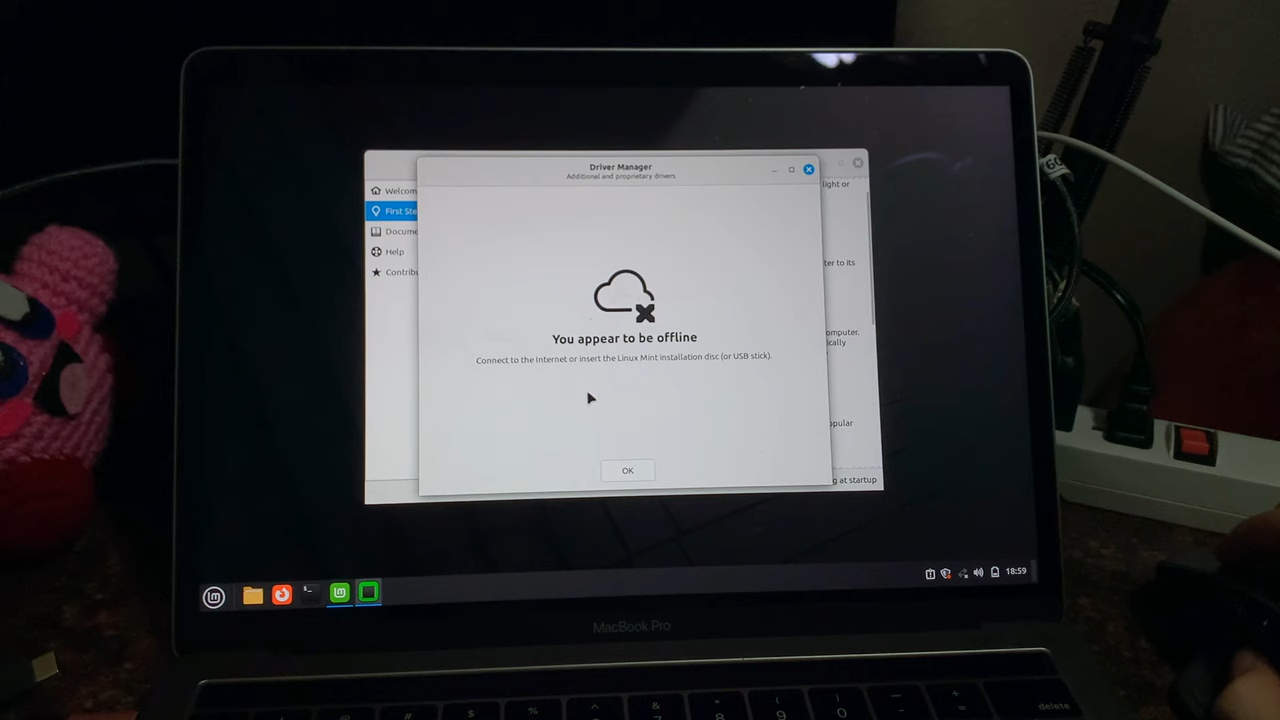 Driver Manager
Additional and proprietary drivers
light or
Welcom
First Ste
Docume
Help
Contribu
ter to its
omputer.
ically
You appear to be offline
Connect to the Internet or insert the Linux Mint installation disc (or USB stick).
opular
OK
g at startup
18:59
MacBook Pro
delete